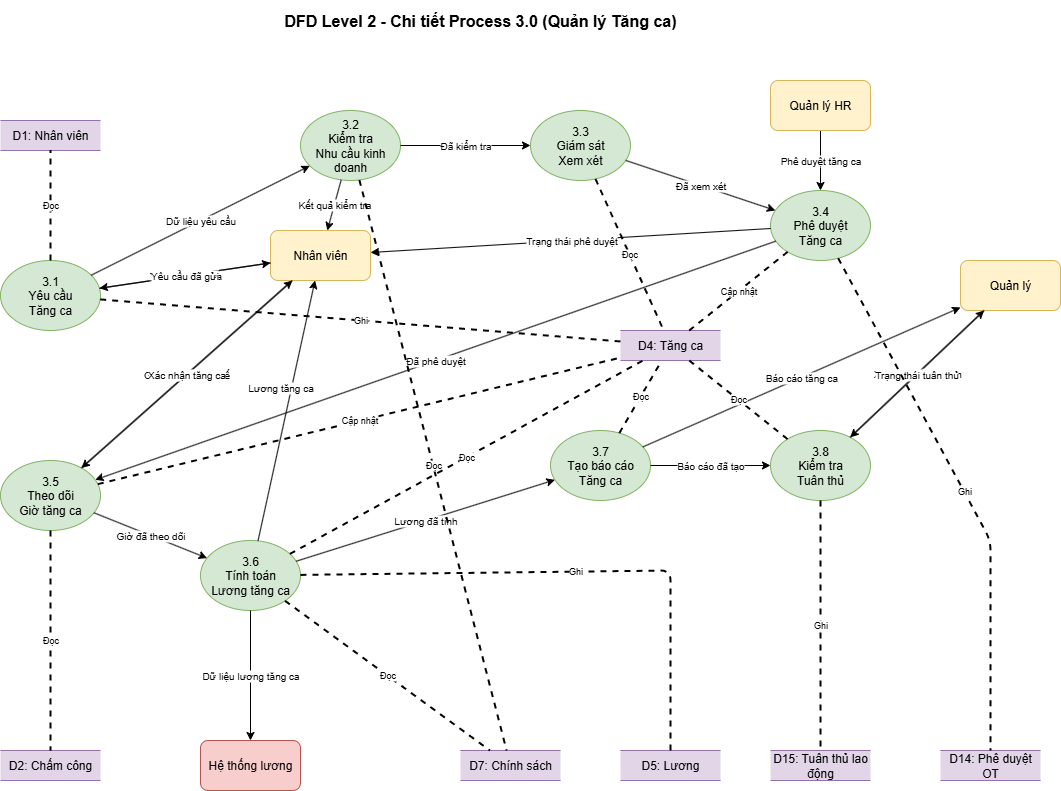 DFD Level 2 - Chi tiết Process 3.0 (Quản lý Tăng ca)
Quản lý HR
D1: Nhân viên
3.2
Kiểm tra
Nhu cầu kinh
doanh
Đã kiểm tra
3.3
Giám sát
Xem xét
Phê duyệt tăng ca
Đã xem xét
Đọc
Dữ liệu yêu cầu
Kết quả kiểm tra
3.4
Phê duyệt
Tăng ca
Trạng thái phê duyệt
Nhân viên
Đọc
3.1
Yêu cầu
Tăng ca
Yêu cầu đã gửa
Quản lý
Cập nhật
Ghi
D4: Tăng ca
Đã phê duyệt
Xác nhận tăng ca
Lương tăng ca
Báo cáo tăng ca
Trạng thái tuân thử
Đọc
Đọc
Cập nhật
Đọc
Đọc
3.5
Theo dõi
Giờ tăng ca
3.7
Tạo báo cáo
Tăng ca
Báo cáo đã tạo
3.8
Kiểm tra
Tuân thủ
Ghi
Lương đã tính
Giờ đã theo dõi
3.6
Tính toán
Lương tăng ca
Ghi
Đọc
Ghi
Dữ liệu lương tăng ca
Đọc
D2: Chấm công
Hệ thống lương
D7: Chính sách
D5: Lương
D15: Tuân thủ lao
động
D14: Phê duyệt
OT